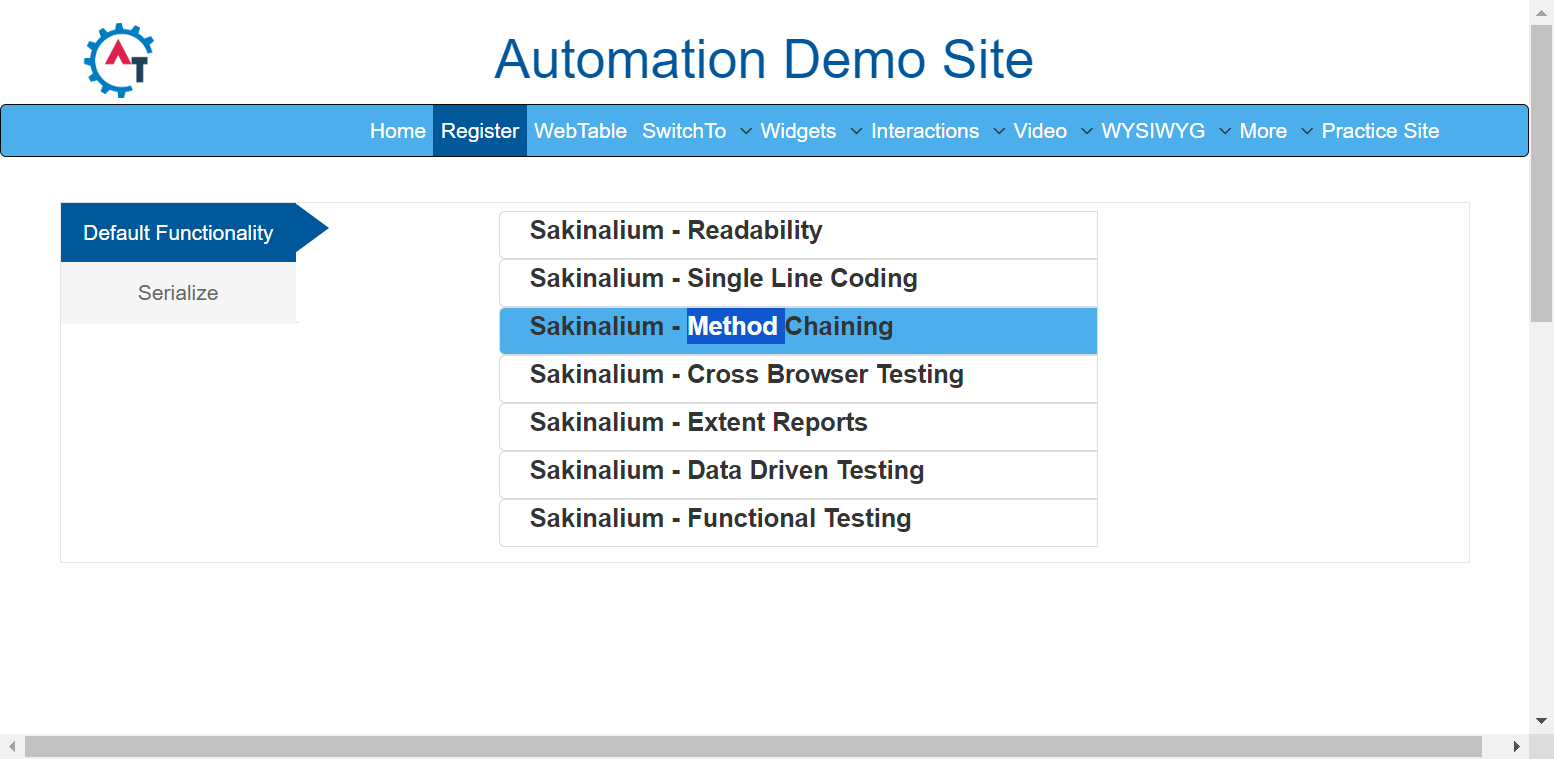 AT
Automation Demo Site
Home Register WebTable SwitchTo Widgets Interactions Video WYSIWYG More Practice Site
Default Functionality
Serialize
Sakinalium - Readability
Sakinalium - Single Line Coding
Sakinalium - Method Chaining
Sakinalium - Cross Browser Testing
Sakinalium - Extent Reports
Sakinalium - Data Driven Testing
Sakinalium - Functional Testing